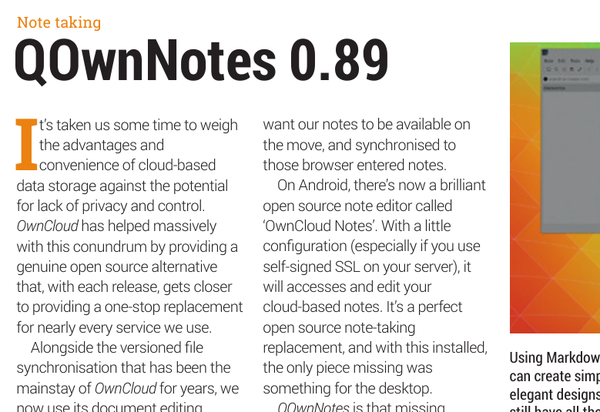 Note taking
QOwnNotes 0.89
It's taken us some time to weigh
the advantages and
convenience of cloud-based
data storage against the potential
for lack of privacy and control.
OwnCloud has helped massively
with this conundrum by providing a
genuine open source alternative
that, with each release, gets closer
to providing a one-stop replacement
for nearly every service we use.
Alongside the versioned file
synchronisation that has been the
mainstay of OwnCloud for years, we
now use its document editing
want our notes to be available on
the move, and synchronised to
those browser entered notes.
On Android, there's now a brilliant
open source note editor called
‘OwnCloud Notes’. With a little
configuration (especially if you use
self-signed SSL on your server), it
will accesses and edit your
cloud-based notes. It's a perfect
open source note-taking
replacement, and with this installed,
the only piece missing was
something for the desktop.
QOwnNotes is that missing
Using Markdow
can create simp
elegant designs
still have all th